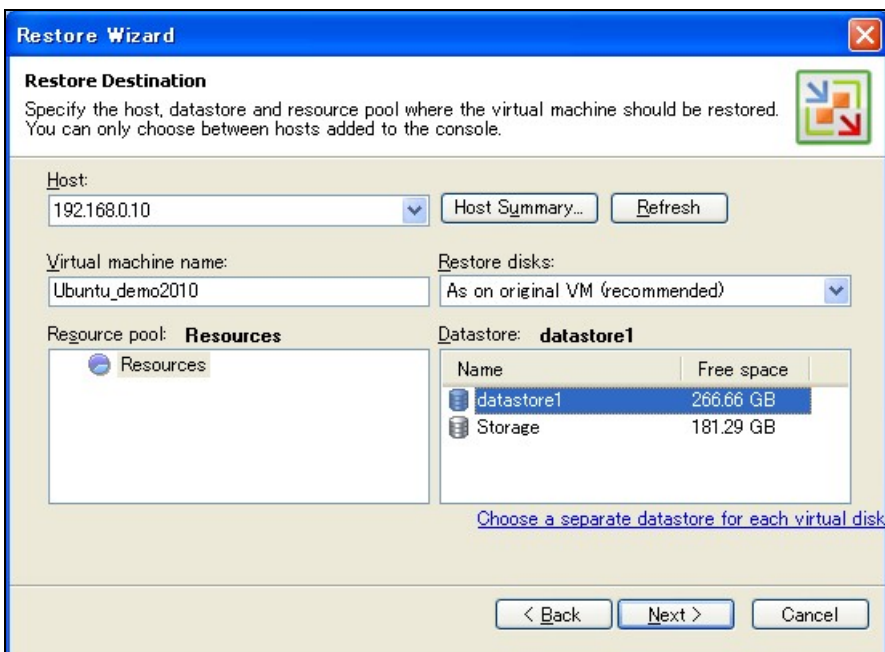 Restore Wizard
Restore Destination
Specify the host, datastore and resource pool where the virtual machine should be restored.
You can only choose between hosts added to the console.
Host:
192.168.0.10
Host Summary...
Refresh
Virtual machine name:
Restore disks:
Ubuntu_demo2010
As on original VM (recommended)
Resource pool: Resources
Datastore: datastore1
Resources
Name Free space
datastore1 266.66 GB
Storage 181.29 GB
Choose a separate datastore for each virtual disk
< Back
Next >
Cancel